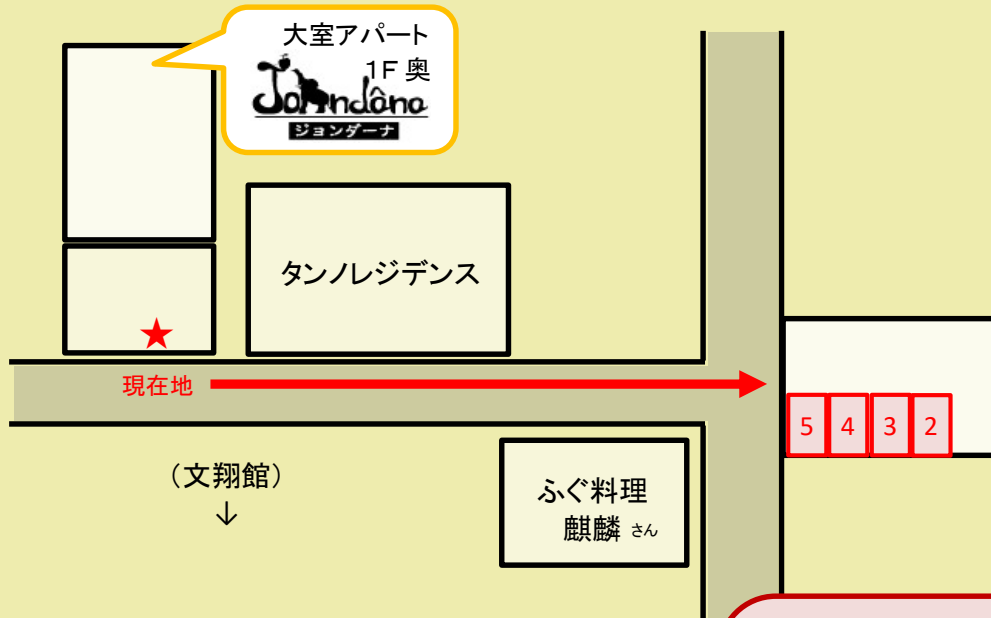 大室アパート
1F 奥
Jorndâna
ジョンダーナ
タンノレジデンス
現在地
5 4 3 2
(文翔館)
↓
ふぐ料理
麒麟 さん